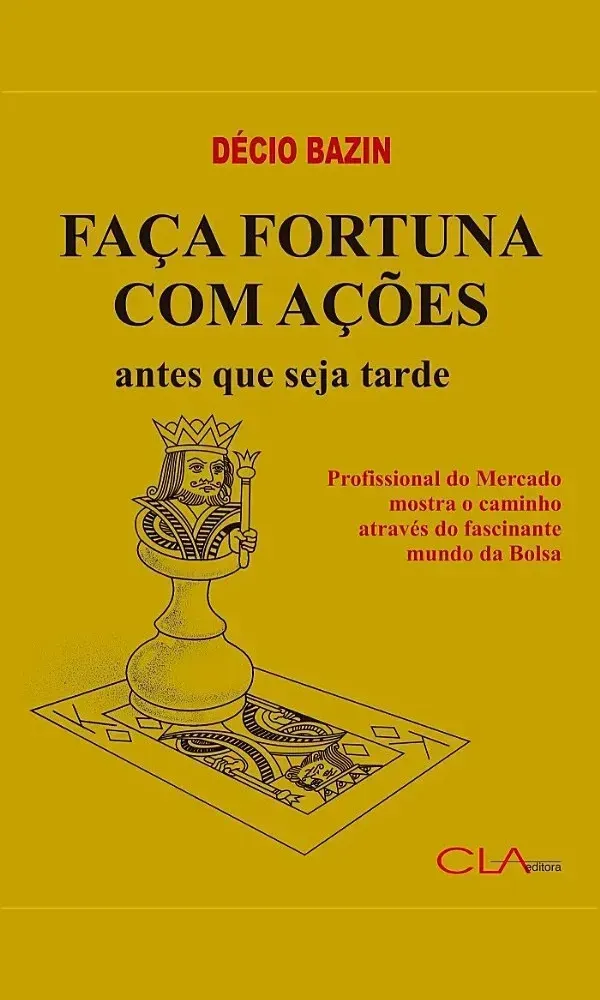 DÉCIO BAZIN
FAÇA FORTUNA
COM AÇÕES
antes que seja tarde
Profissional do Mercado
mostra o caminho
através do fascinante
mundo da Bolsa
K
K
K
CLA editora